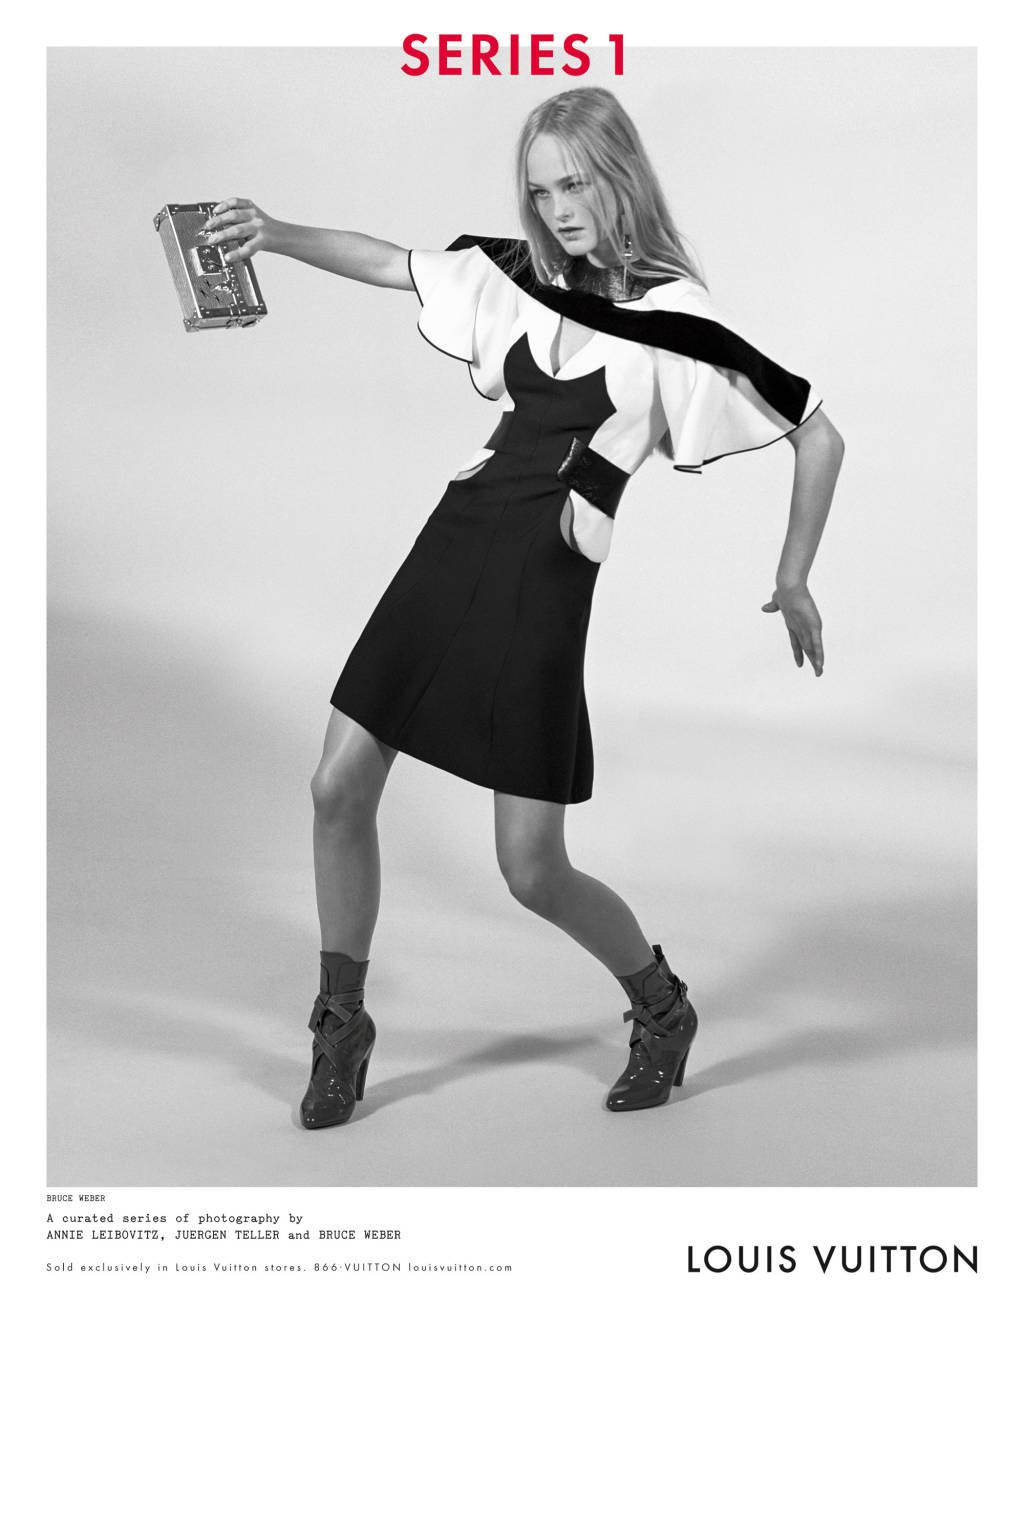 SERIES 1
BRUCE WEBER
A curated series of photography by
ANNIE LEIBOVITZ, JUERGEN TELLER and BRUCE WEBER
Sold exclusively in Louis Vuitton stores. 866·VUITTON louisvuitton.com
LOUIS VUITTON